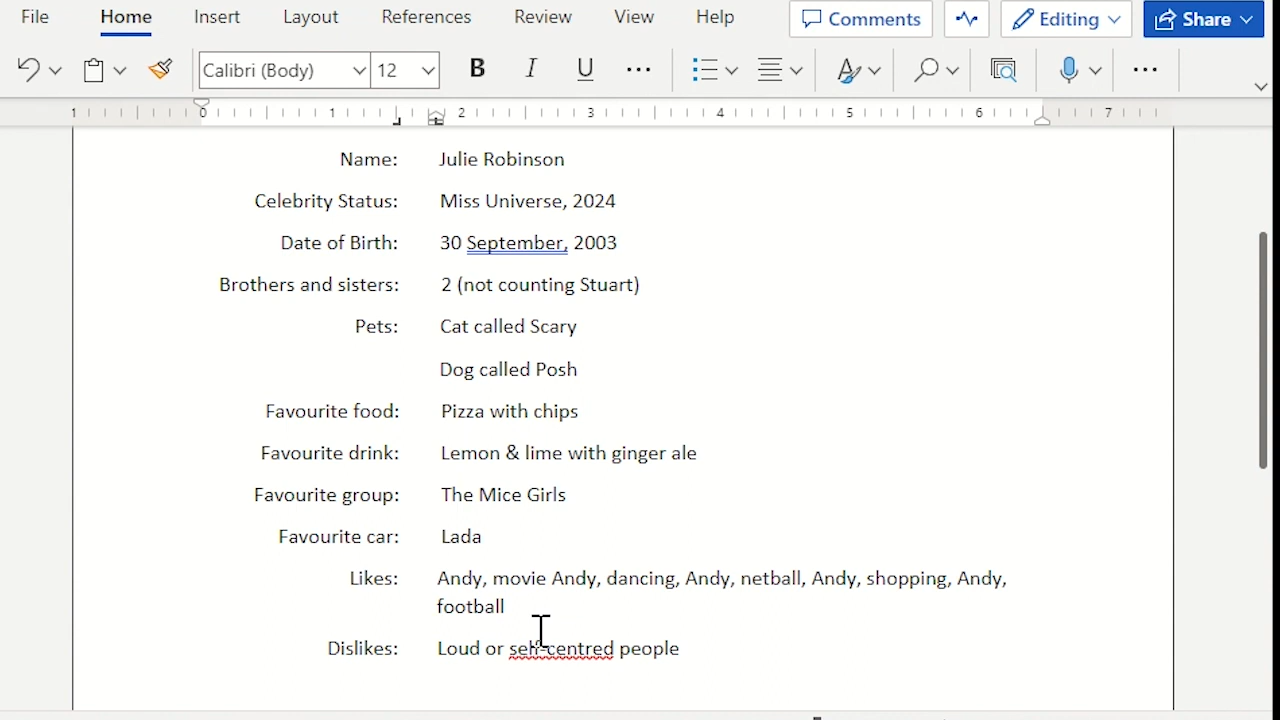 File Home Insert Layout References Review View Help Comments Editing Share
Calibri (Body) 12 B I U
1 0 1 2 3 4 5 6 7
Name: Julie Robinson
Celebrity Status: Miss Universe, 2024
Date of Birth: 30 September, 2003
Brothers and sisters: 2 (not counting Stuart)
Pets: Cat called Scary
Dog called Posh
Favourite food: Pizza with chips
Favourite drink: Lemon & lime with ginger ale
Favourite group: The Mice Girls
Favourite car: Lada
Likes: Andy, movie Andy, dancing, Andy, netball, Andy, shopping, Andy,
football
Dislikes: Loud or self-centred people